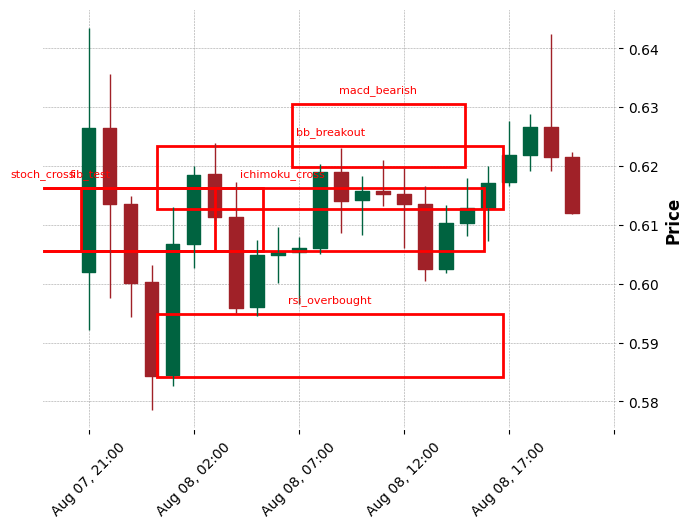 macd_bearish
bb_breakout
stoch_cross
fib_test
ichimoku_cross
rsi_overbought
0.64
0.63
0.62
0.61
0.60
0.59
0.58
Price
Aug 07, 21:00
Aug 08, 02:00
Aug 08, 07:00
Aug 08, 12:00
Aug 08, 17:00